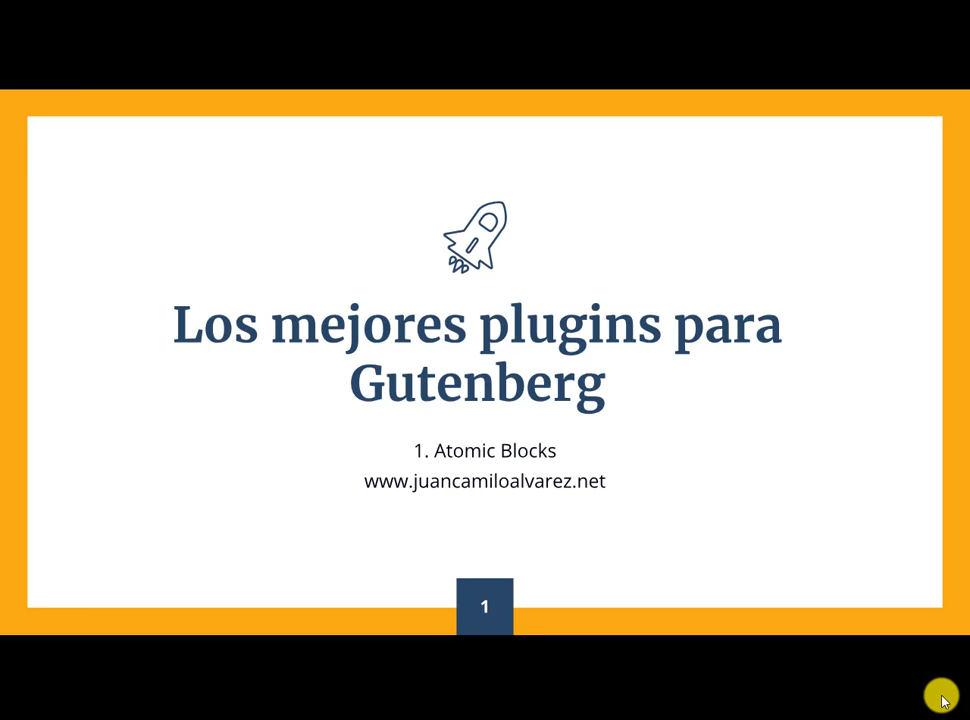 Los mejores plugins para
Gutenberg
1. Atomic Blocks
www.juancamiloalvarez.net
1